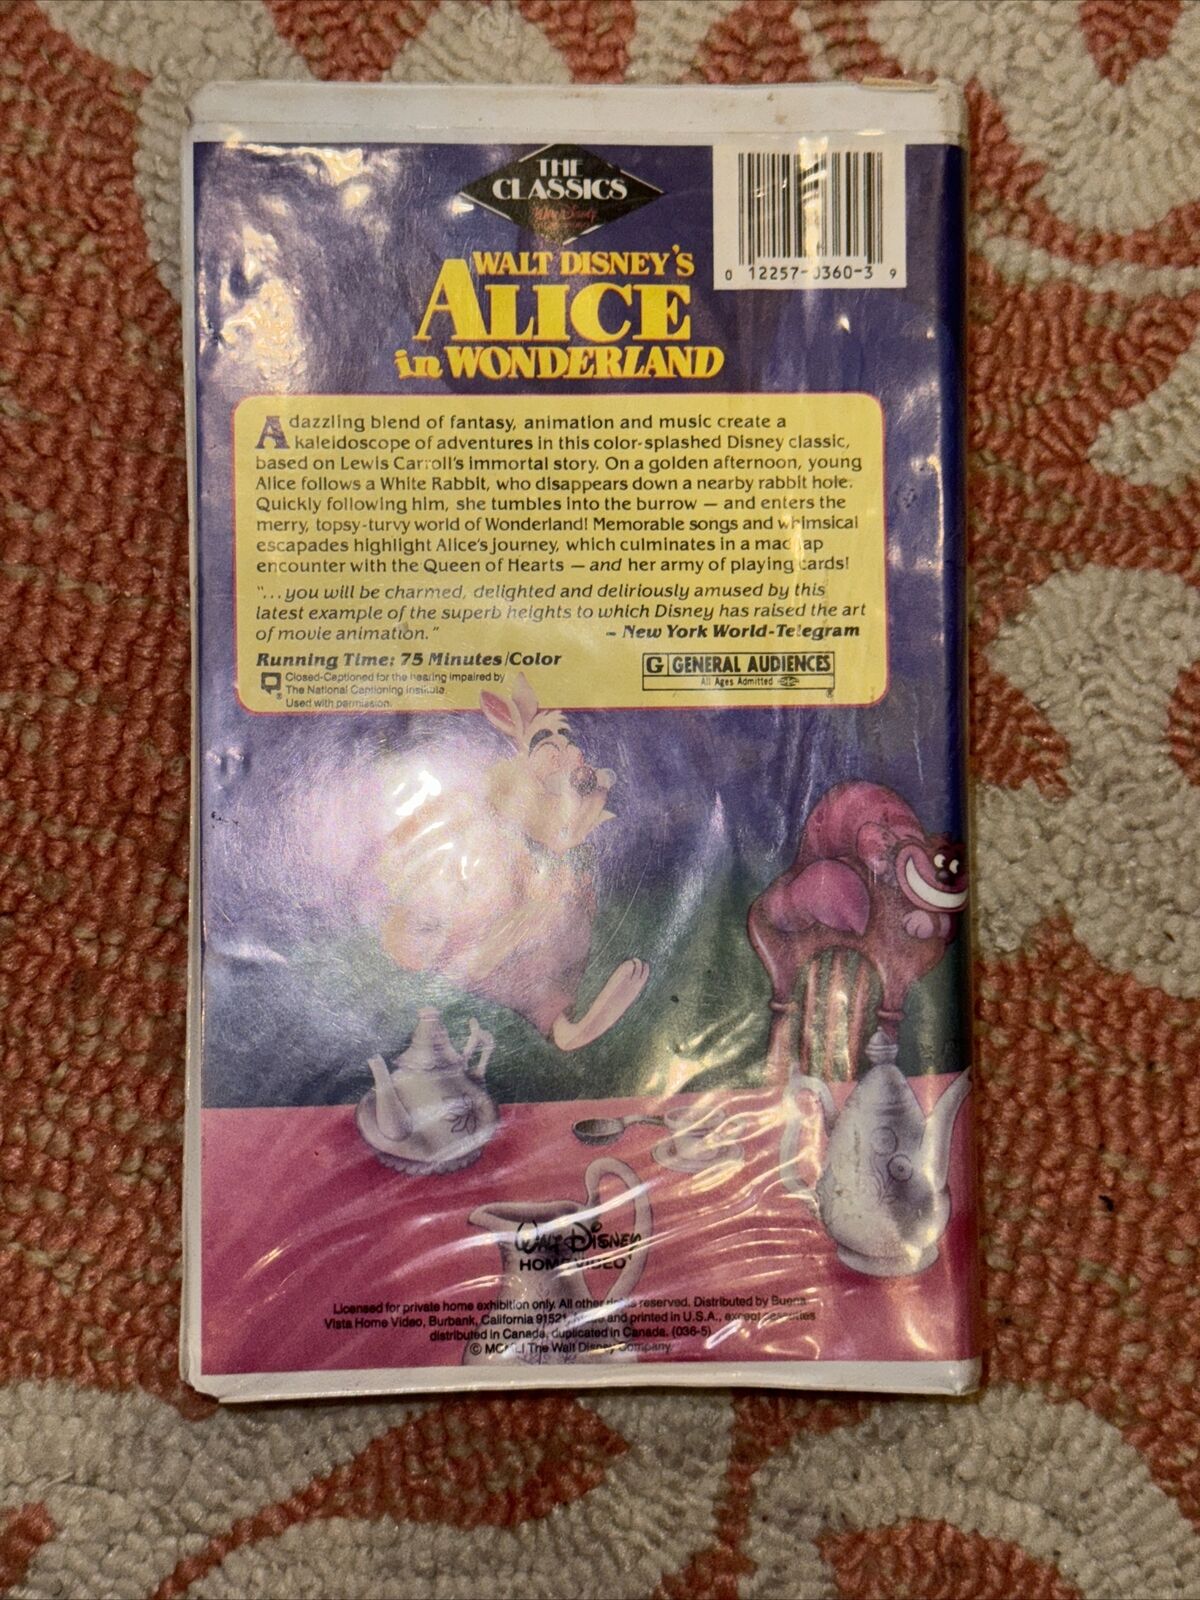 THE
CLASSICS
Walt Disney
0 12257-0360-3 9
WALT DISNEY'S
ALICE
in WONDERLAND
A dazzling blend of fantasy, animation and music create a
kaleidoscope of adventures in this color-splashed Disney classic,
based on Lewis Carroll's immortal story. On a golden afternoon, young
Alice follows a White Rabbit, who disappears down a nearby rabbit hole.
Quickly following him, she tumbles into the burrow — and enters the
merry, topsy-turvy world of Wonderland! Memorable songs and whimsical
escapades highlight Alice's journey, which culminates in a madcap
encounter with the Queen of Hearts — and her army of playing cards!
"...you will be charmed, delighted and deliriously amused by this
latest example of the superb heights to which Disney has raised the art
of movie animation."
– New York World-Telegram
Running Time: 75 Minutes/Color
Closed-Captioned for the hearing impaired by
The National Captioning Institute.
Used with permission.
G GENERAL AUDIENCES
All Ages Admitted
®
WALT DISNEY
HOME VIDEO
Licensed for private home exhibition only. All other rights reserved. Distributed by Buena
Vista Home Video, Burbank, California 91521. Made and printed in U.S.A., except cassettes
distributed in Canada, duplicated in Canada. (036-5)
© MCMLI The Walt Disney Company